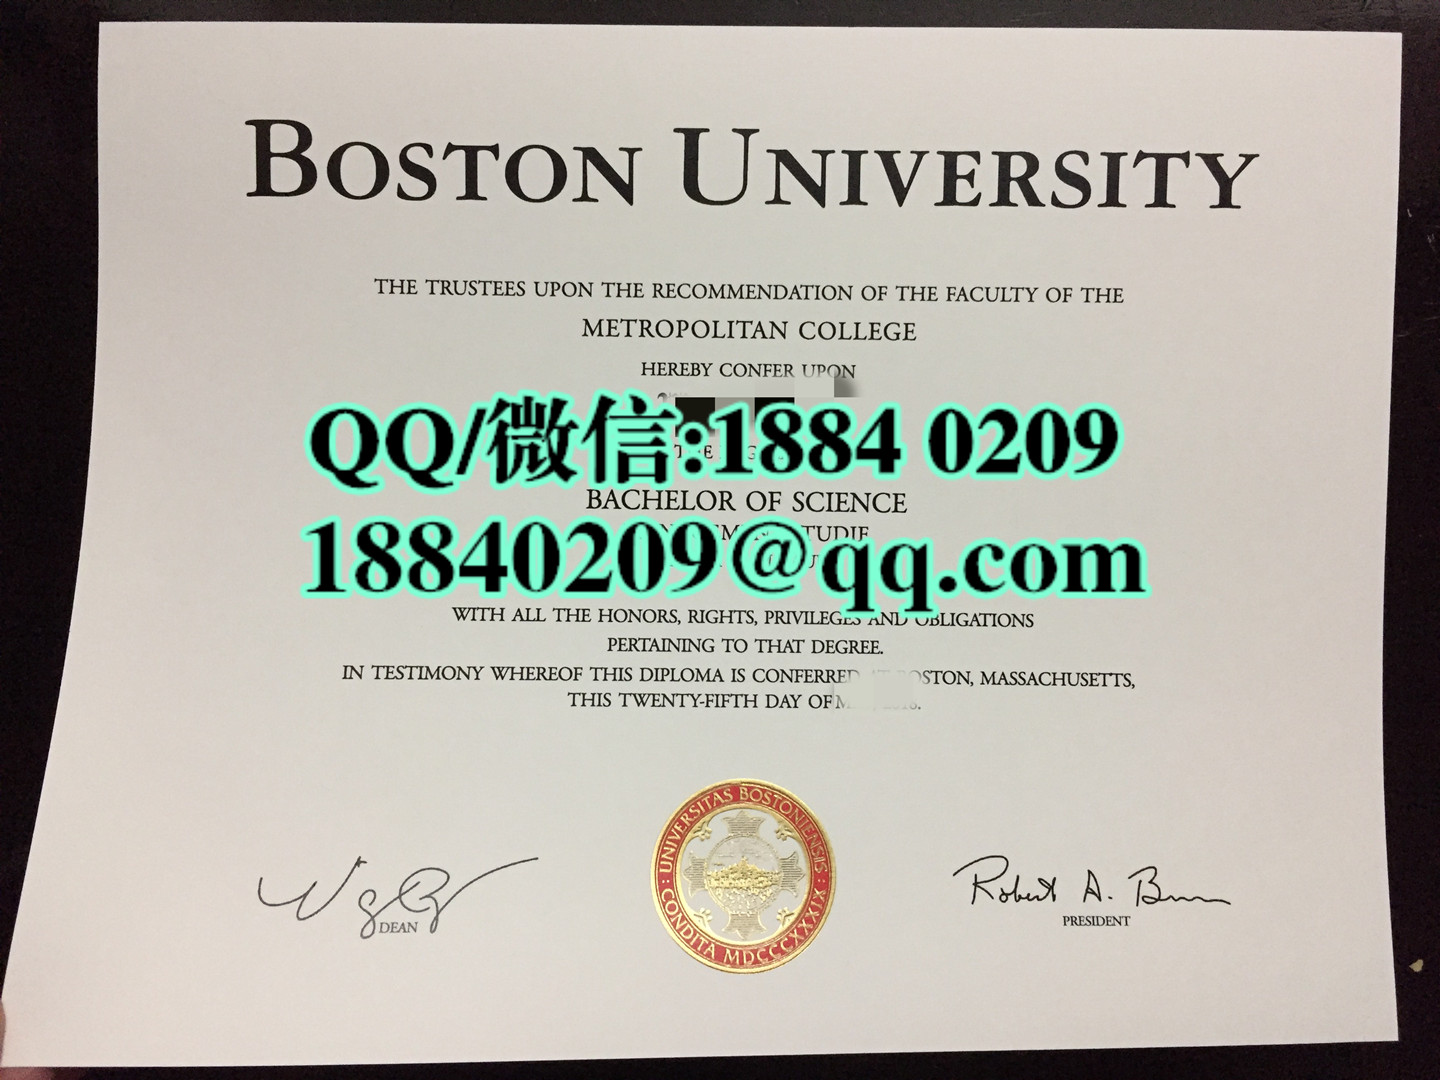 BOSTON UNIVERSITY
THE TRUSTEES UPON THE RECOMMENDATION OF THE FACULTY OF THE
METROPOLITAN COLLEGE
HEREBY CONFER UPON
QQ/微信:1884 0209
BACHELOR OF SCIENCE
18840209@qq.com
WITH ALL THE HONORS, RIGHTS, PRIVILEGES AND OBLIGATIONS
PERTAINING TO THAT DEGREE.
IN TESTIMONY WHEREOF THIS DIPLOMA IS CONFERRED BOSTON, MASSACHUSETTS,
THIS TWENTY-FIFTH DAY OF
UNIVERSITAS BOSTONIENSIS
CONDITA MDCCCXXXIX
DEAN
Robert A. Brown
PRESIDENT